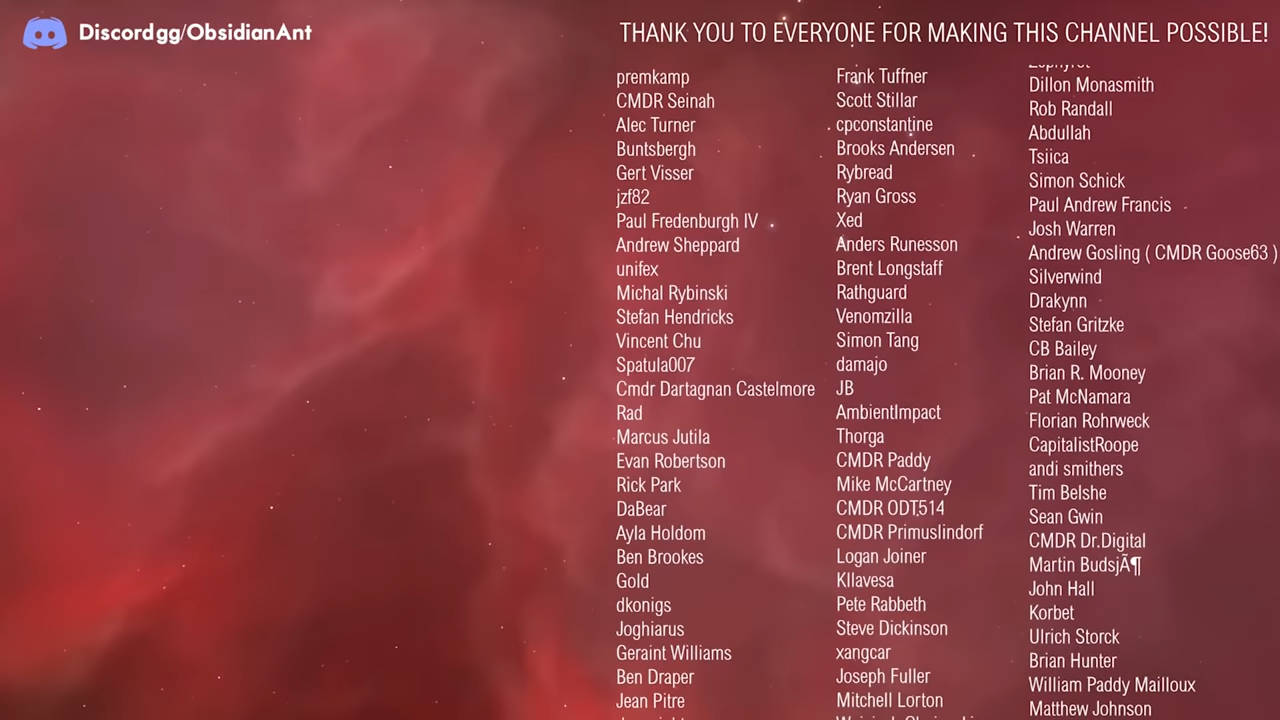 Discordgg/ObsidianAnt
THANK YOU TO EVERYONE FOR MAKING THIS CHANNEL POSSIBLE!
premkamp
CMDR Seinah
Alec Turner
Buntsbergh
Gert Visser
jzf82
Paul Fredenburgh IV
Andrew Sheppard
unifex
Michal Rybinski
Stefan Hendricks
Vincent Chu
Spatula007
Cmdr Dartagnan Castelmore
Rad
Marcus Jutila
Evan Robertson
Rick Park
DaBear
Ayla Holdom
Ben Brookes
Gold
dkonigs
Joghiarus
Geraint Williams
Ben Draper
Jean Pitre
Frank Tuffner
Scott Stillar
cpconstantine
Brooks Andersen
Rybread
Ryan Gross
Xed
Anders Runesson
Brent Longstaff
Rathguard
Venomzilla
Simon Tang
damajo
JB
AmbientImpact
Thorga
CMDR Paddy
Mike McCartney
CMDR ODT514
CMDR Primuslindorf
Logan Joiner
Kllavesa
Pete Rabbeth
Steve Dickinson
xangcar
Joseph Fuller
Mitchell Lorton
Dillon Monasmith
Rob Randall
Abdullah
Tsiica
Simon Schick
Paul Andrew Francis
Josh Warren
Andrew Gosling ( CMDR Goose63 )
Silverwind
Drakynn
Stefan Gritzke
CB Bailey
Brian R. Mooney
Pat McNamara
Florian Rohrweck
CapitalistRoope
andi smithers
Tim Belshe
Sean Gwin
CMDR Dr.Digital
Martin BudsjÃ¶
John Hall
Korbet
Ulrich Storck
Brian Hunter
William Paddy Mailloux
Matthew Johnson